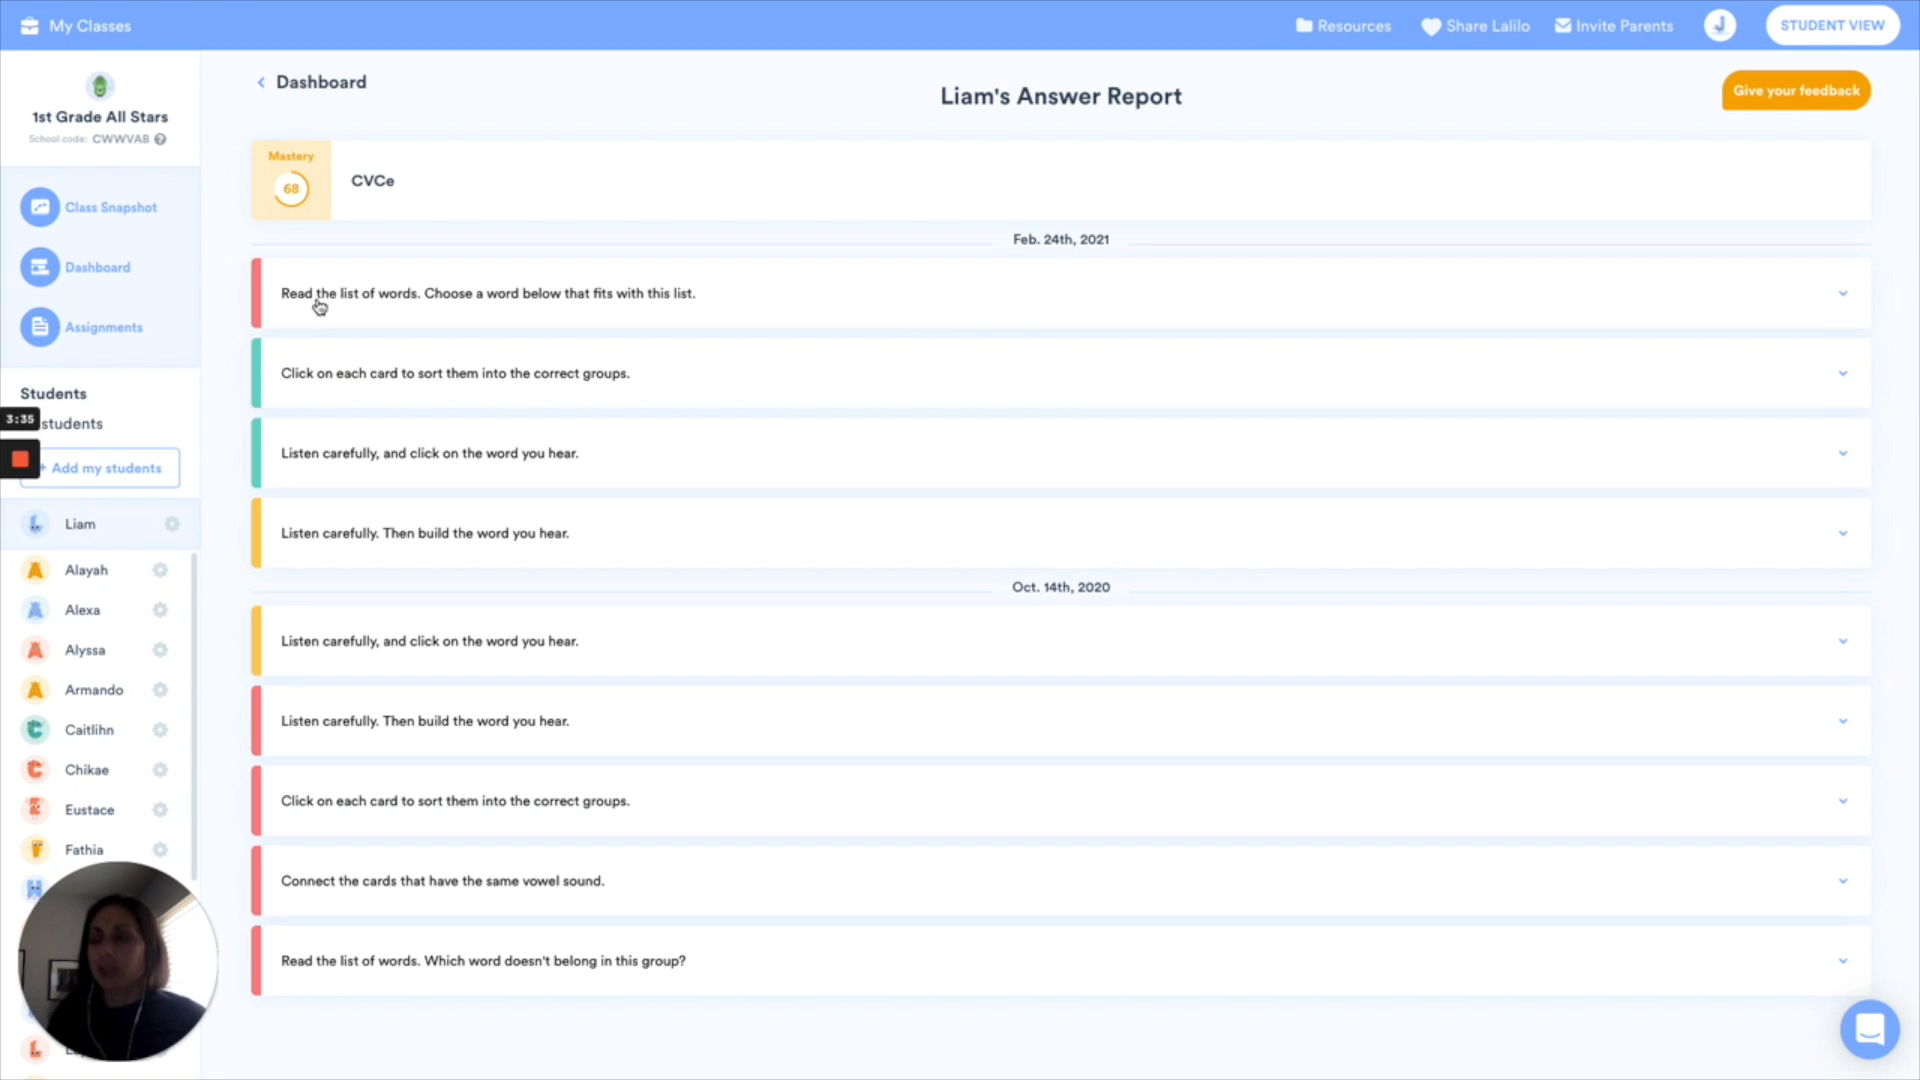 My Classes
Resources
Share Lalilo
Invite Parents
J
STUDENT VIEW
1st Grade All Stars
School code: CWWVAB
Class Snapshot
Dashboard
Assignments
Students
3:35
students
+ Add my students
Liam
Alayah
Alexa
Alyssa
Armando
Caitlihn
Chikae
Eustace
Fathia
Dashboard
Liam's Answer Report
Give your feedback
Mastery
68
CVCe
Feb. 24th, 2021
Read the list of words. Choose a word below that fits with this list.
Click on each card to sort them into the correct groups.
Listen carefully, and click on the word you hear.
Listen carefully. Then build the word you hear.
Oct. 14th, 2020
Listen carefully, and click on the word you hear.
Listen carefully. Then build the word you hear.
Click on each card to sort them into the correct groups.
Connect the cards that have the same vowel sound.
Read the list of words. Which word doesn't belong in this group?